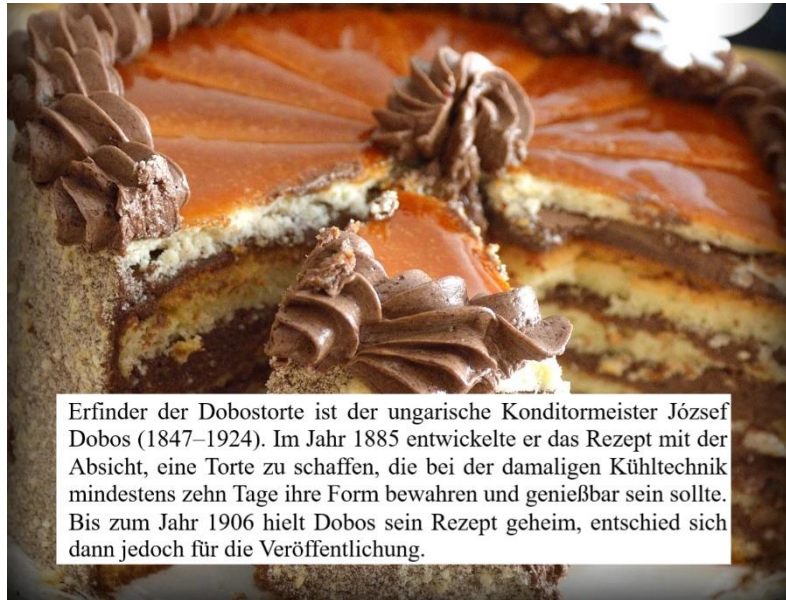 Erfinder der Dobostorte ist der ungarische Konditormeister József
Dobos (1847–1924). Im Jahr 1885 entwickelte er das Rezept mit der
Absicht, eine Torte zu schaffen, die bei der damaligen Kühltechnik
mindestens zehn Tage ihre Form bewahren und genießbar sein sollte.
Bis zum Jahr 1906 hielt Dobos sein Rezept geheim, entschied sich
dann jedoch für die Veröffentlichung.